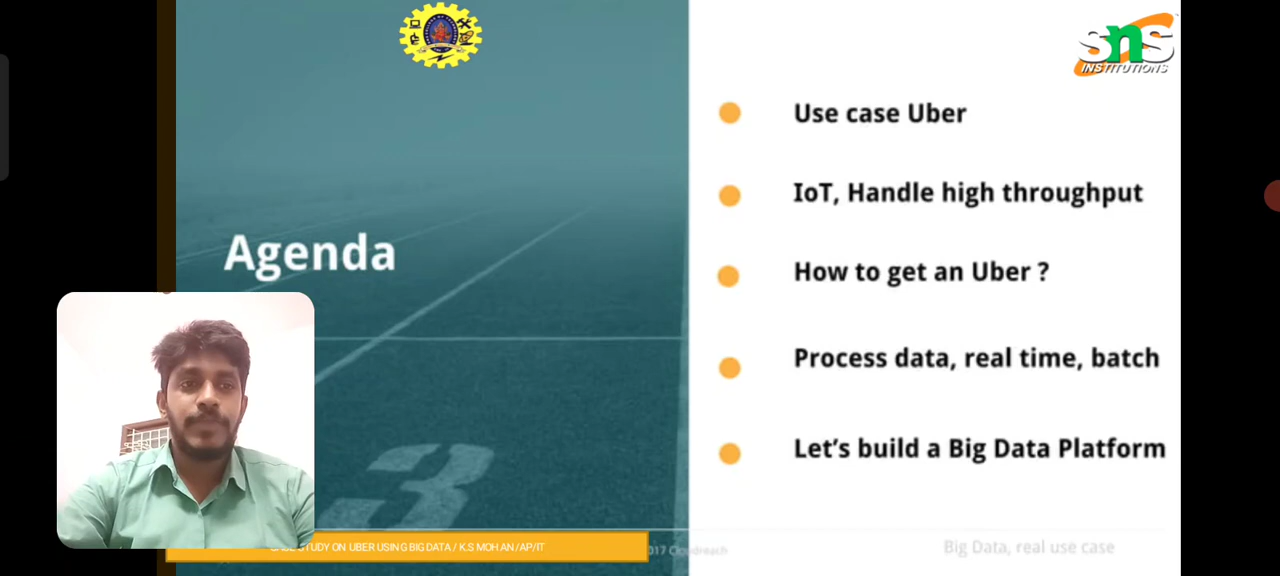 SNS
INSTITUTIONS
Agenda
Use case Uber
IoT, Handle high throughput
How to get an Uber ?
Process data, real time, batch
Let's build a Big Data Platform
STUDY ON UBER USING BIG DATA / K.S MOHAN/AP/IT
Cloudreach
Big Data, real use case